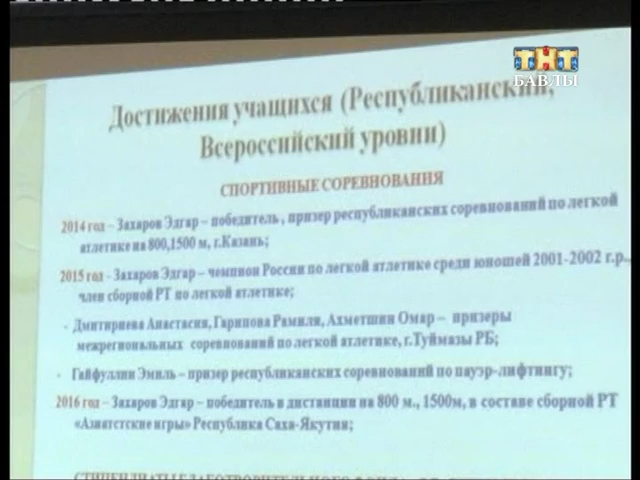 ТНТ
БАВЛЫ
Достижения учащихся (Республиканский,
Всероссийский уровни)
СПОРТИВНЫЕ СОРЕВНОВАНИЯ
2014 год – Захаров Эдгар – победитель , призер республиканских соревнований по легкой
атлетике на 800,1500 м, г.Казань;
2015 год - Захаров Эдгар – чемпион России по легкой атлетике среди юношей 2001-2002 г.р.,
член сборной РТ по легкой атлетике;
- Дмитриева Анастасия, Гарипова Рамиля, Ахметшин Омар – призеры
межрегиональных соревнований по легкой атлетике, г.Туймазы РБ;
- Гайфуллин Эмиль – призер республиканских соревнований по пауэр-лифтингу;
2016 год – Захаров Эдгар – победитель в дистанции на 800 м., 1500м, в составе сборной РТ
«Азиатстские игры» Республика Саха-Якутия;